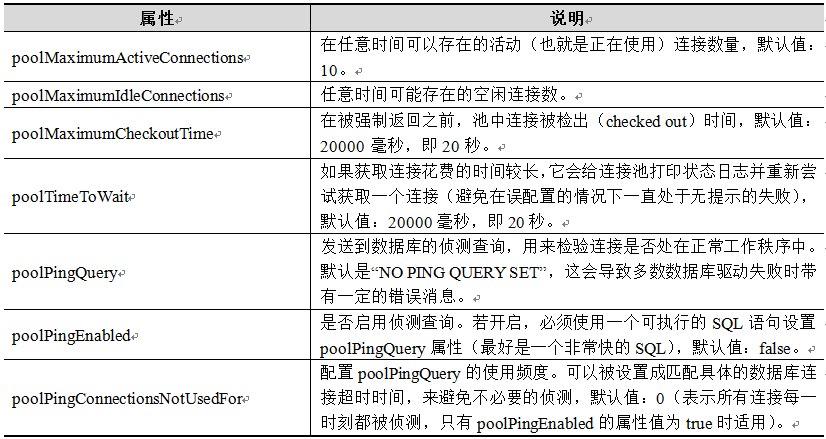 属性
说明
poolMaximumActiveConnections
在任意时间可以存在的活动（也就是正在使用）连接数量，默认值：
10。
poolMaximumIdleConnections
任意时间可能存在的空闲连接数。
poolMaximumCheckoutTime
在被强制返回之前，池中连接被检出（checked out）时间，默认值：
20000 毫秒，即 20 秒。
poolTimeToWait
如果获取连接花费的时间较长，它会给连接池打印状态日志并重新尝
试获取一个连接（避免在误配置的情况下一直处于无提示的失败），
默认值：20000 毫秒，即 20 秒。
poolPingQuery
发送到数据库的侦测查询，用来检验连接是否处在正常工作秩序中。
默认是“NO PING QUERY SET”，这会导致多数数据库驱动失败时带
有一定的错误消息。
poolPingEnabled
是否启用侦测查询。若开启，必须使用一个可执行的 SQL 语句设置
poolPingQuery 属性（最好是一个非常快的 SQL），默认值：false。
poolPingConnectionsNotUsedFor
配置 poolPingQuery 的使用频度。可以被设置成匹配具体的数据库连
接超时时间，来避免不必要的侦测，默认值：0（表示所有连接每一
时刻都被侦测，只有 poolPingEnabled 的属性值为 true 时适用）。